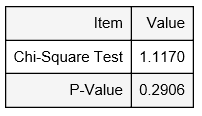 Item Value
Chi-Square Test 1.1170
P-Value 0.2906